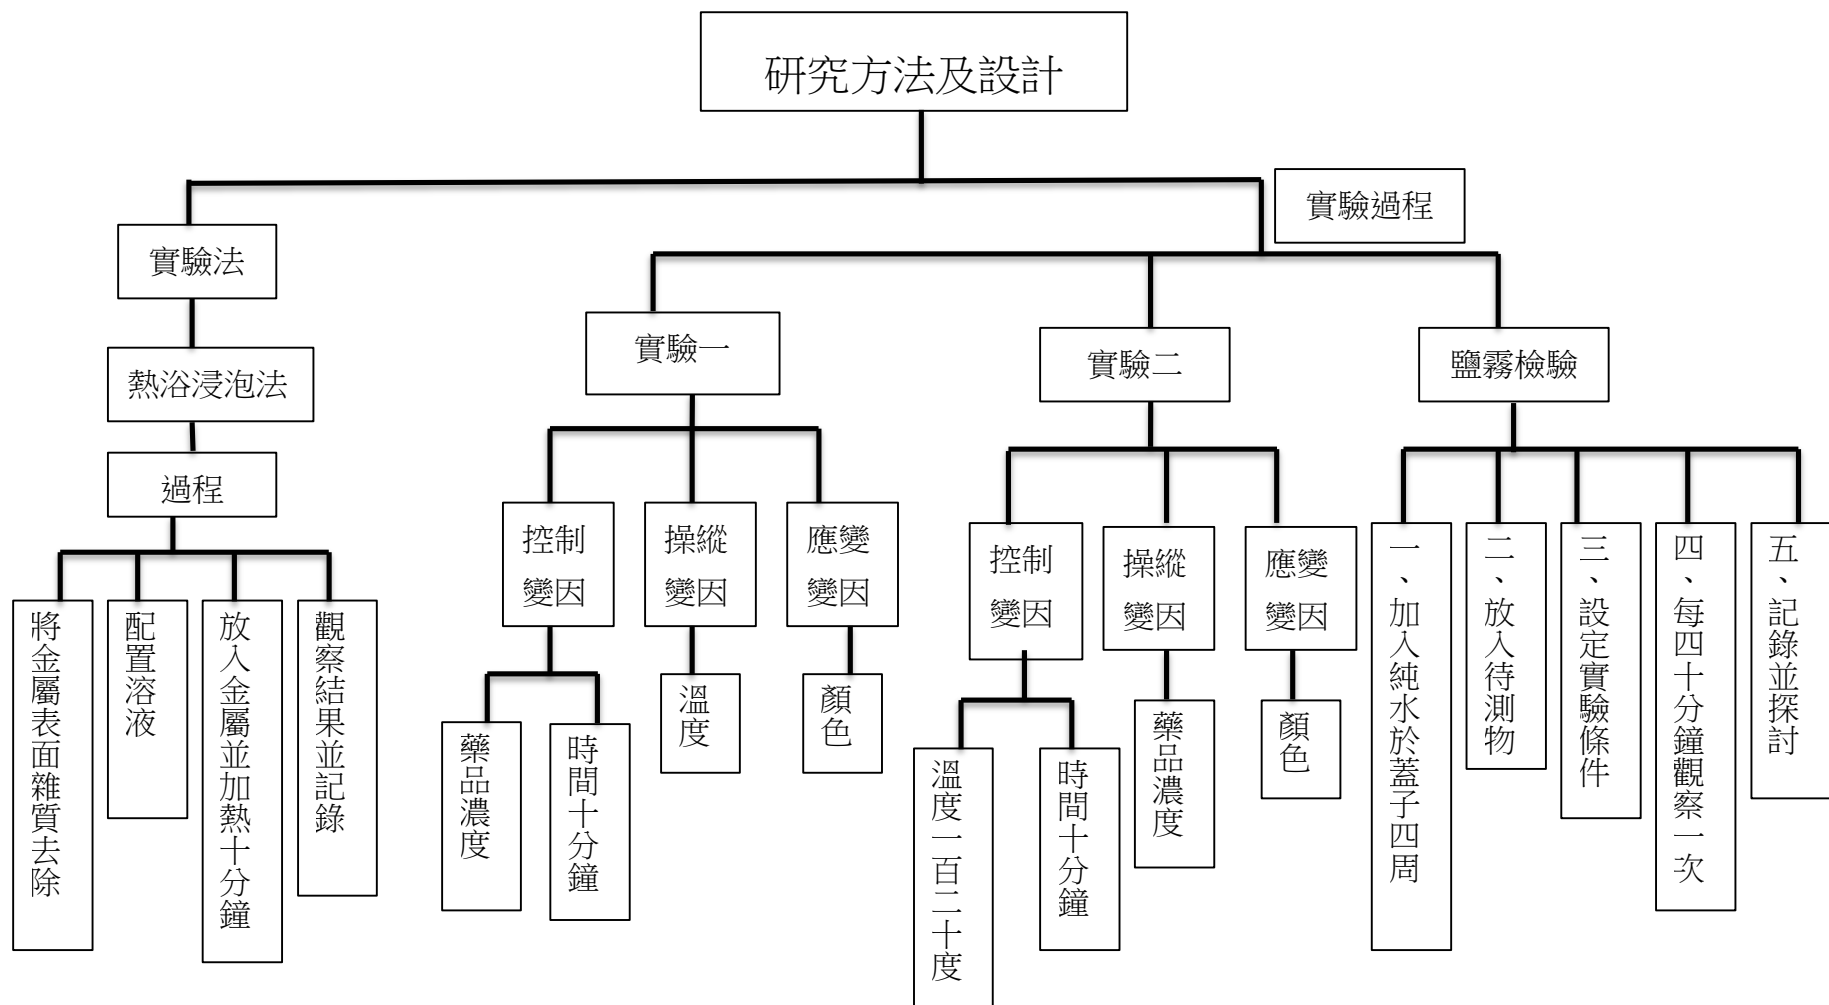 研究方法及設計
實驗過程
實驗法
熱浴浸泡法
過程
將金屬表面雜質去除
配置溶液
放入金屬並加熱十分鐘
觀察結果並記錄
實驗一
控制
變因
藥品濃度
時間十分鐘
操縱
變因
溫度
應變
變因
顏色
實驗二
控制
變因
溫度一百二十度
時間十分鐘
操縱
變因
藥品濃度
應變
變因
顏色
鹽霧檢驗
一、加入純水於蓋子四周
二、放入待測物
三、設定實驗條件
四、每四十分鐘觀察一次
五、記錄並探討